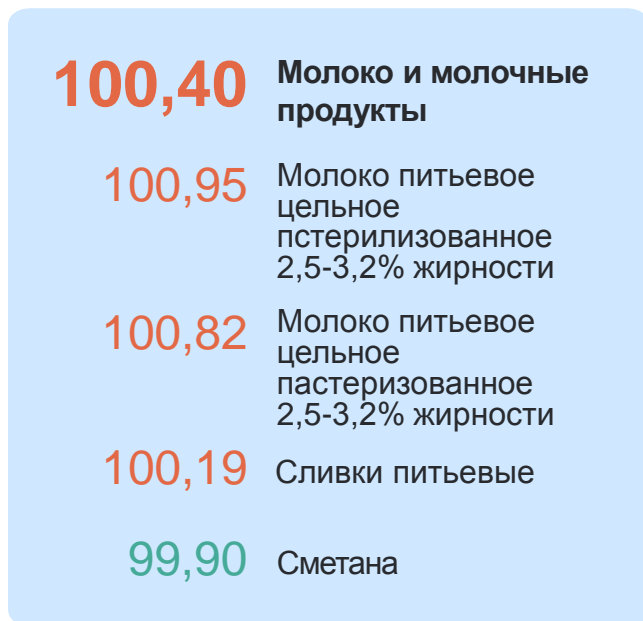 100,40 Молоко и молочные
продукты
100,95 Молоко питьевое
цельное
пстерилизованное
2,5-3,2% жирности
100,82 Молоко питьевое
цельное
пастеризованное
2,5-3,2% жирности
100,19 Сливки питьевые
99,90 Сметана